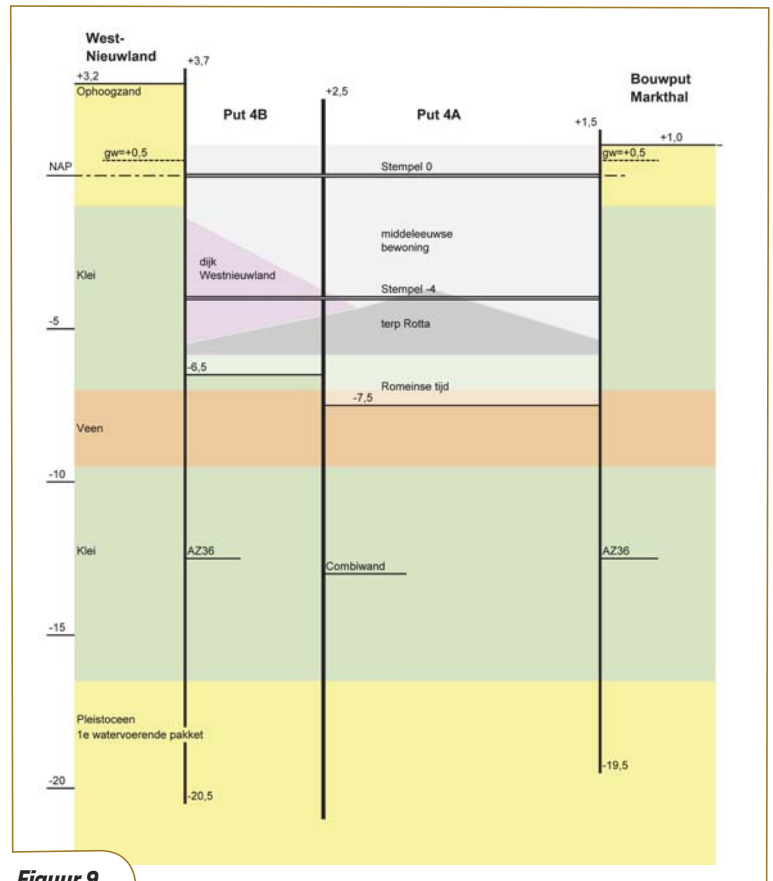 West-
Nieuwland
+3,7
+3,2
Ophoogzand
+2,5
Bouwput
Markthal
Put 4B
Put 4A
+1,5
+1,0
gw=+0,5
gw=+0,5
NAP
Stempel 0
middeleeuwse
bewoning
dijk
Westnieuwland
Klei
Stempel -4
-5
terp Rotta
-6,5
Romeinse tijd
-7,5
Veen
-10
Klei
AZ36
AZ36
Combiwand
-15
Pleistoceen
1e watervoerende pakket
-19,5
-20
-20,5
Figuur 9